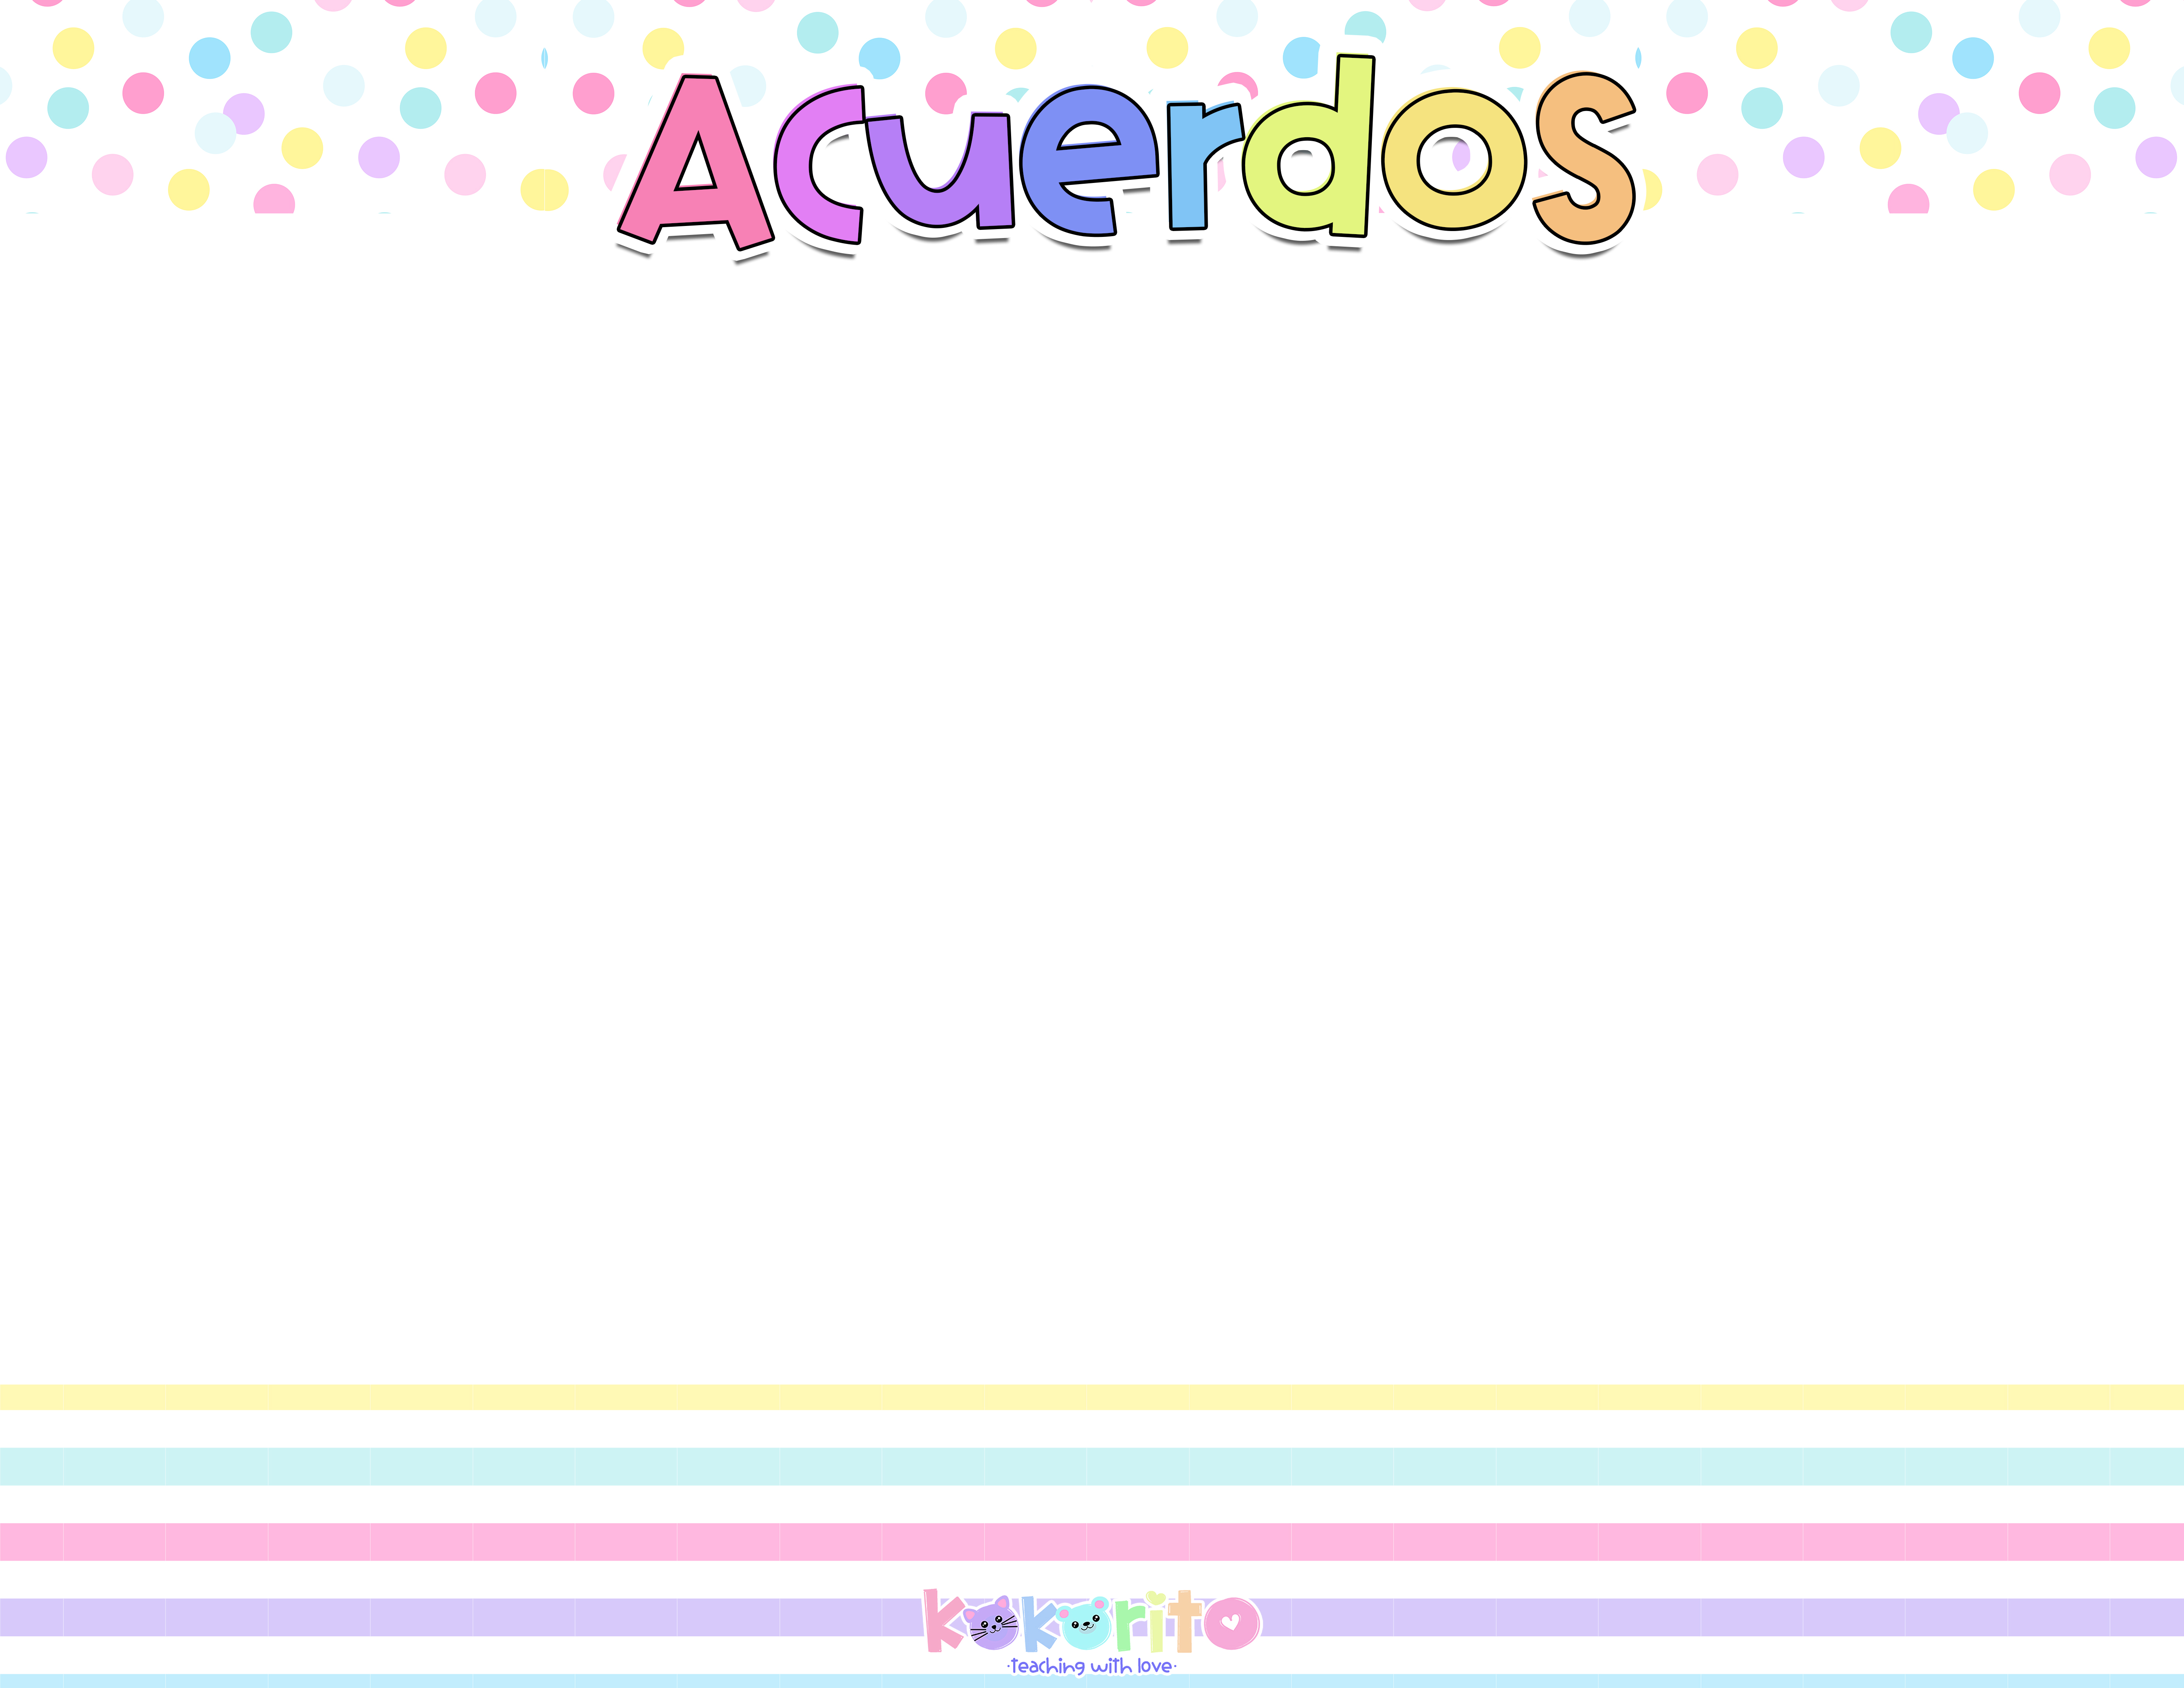 Acuerdos
kokorito
·teaching with love·